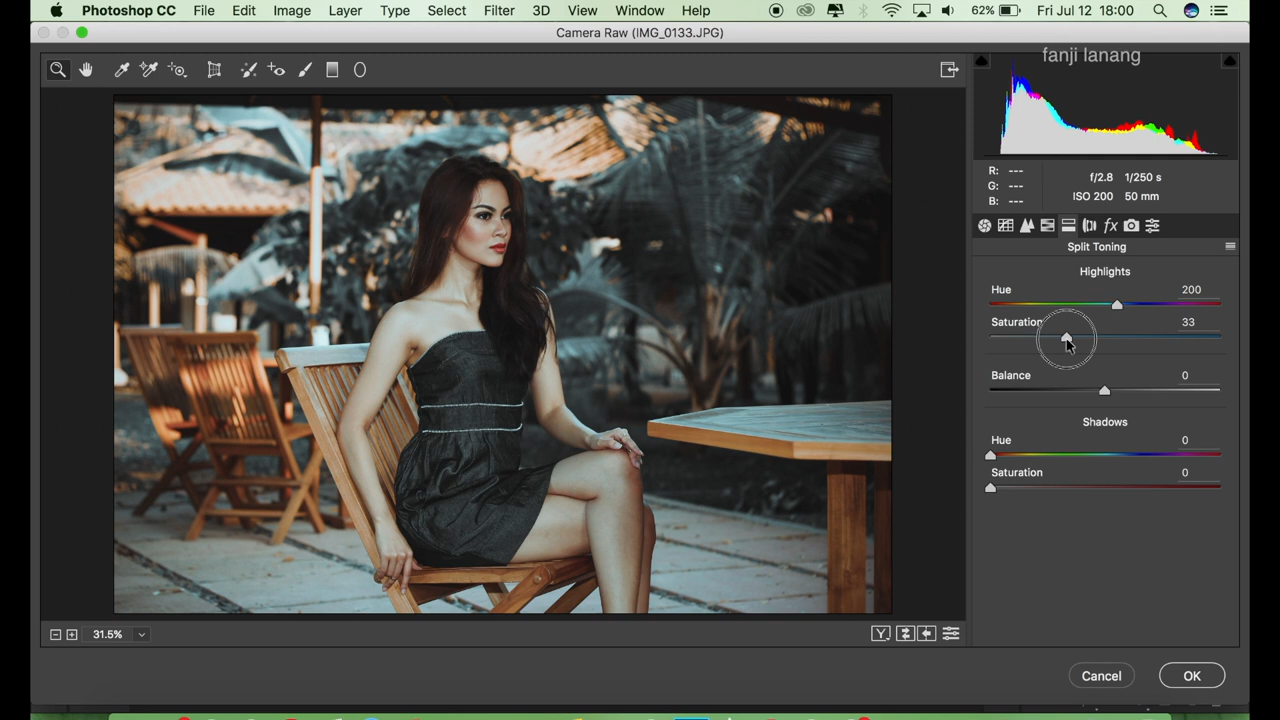 Photoshop CC File Edit Image Layer Type Select Filter 3D View Window Help 62% Fri Jul 12 18:00
Camera Raw (IMG_0133.JPG)
fanji lanang
R: ---
G: ---
B: ---
f/2.8 1/250 s
ISO 200 50 mm
fx
Split Toning
Highlights
Hue 200
Saturation 33
Balance 0
Shadows
Hue 0
Saturation 0
31.5%
Y
Cancel OK